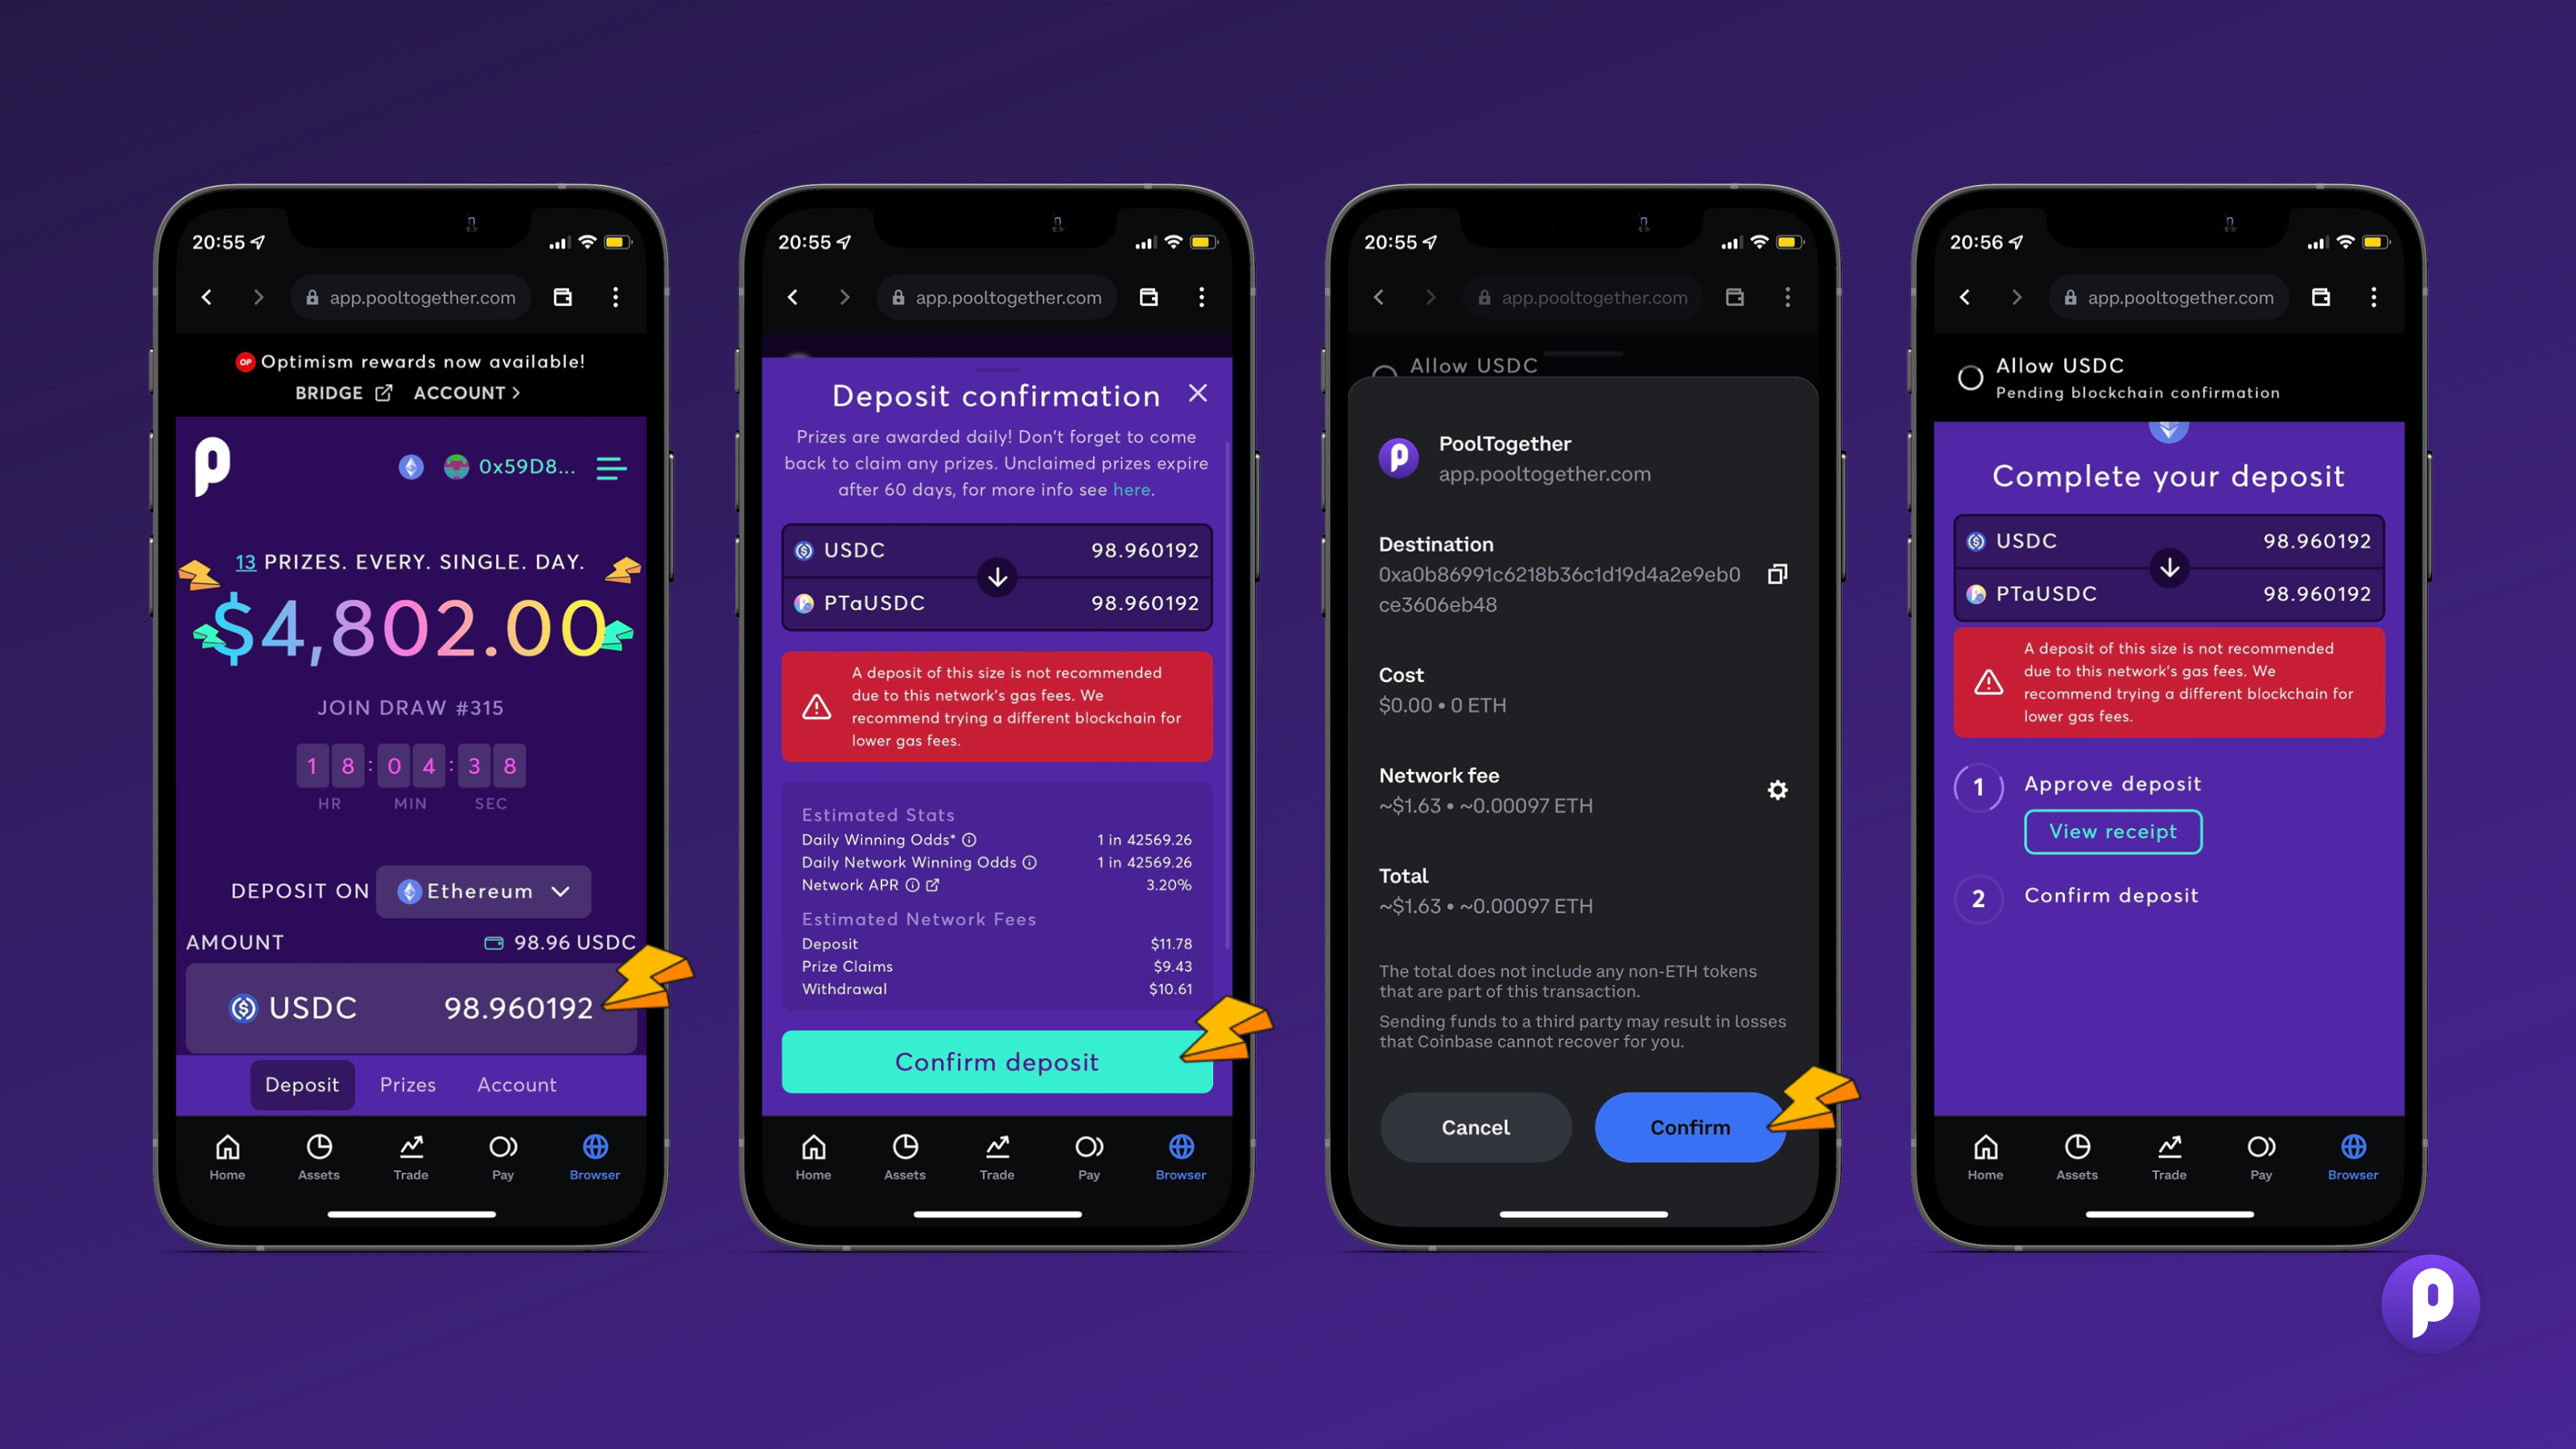 20:55
app.pooltogether.com
OP Optimism rewards now available!
BRIDGE ACCOUNT >
0x59D8...
13 PRIZES. EVERY. SINGLE. DAY.
$4,802.00
JOIN DRAW #315
18:04:38
HR MIN SEC
DEPOSIT ON Ethereum
AMOUNT 98.96 USDC
USDC 98.960192
Deposit Prizes Account
Home Assets Trade Pay Browser
20:55
app.pooltogether.com
Deposit confirmation
Prizes are awarded daily! Don't forget to come
back to claim any prizes. Unclaimed prizes expire
after 60 days, for more info see here.
USDC 98.960192
PTaUSDC 98.960192
A deposit of this size is not recommended
due to this network's gas fees. We
recommend trying a different blockchain for
lower gas fees.
Estimated Stats
Daily Winning Odds* 1 in 42569.26
Daily Network Winning Odds 1 in 42569.26
Network APR 3.20%
Estimated Network Fees
Deposit $11.78
Prize Claims $9.43
Withdrawal $10.61
Confirm deposit
Home Assets Trade Pay Browser
20:55
app.pooltogether.com
Allow USDC
PoolTogether
app.pooltogether.com
Destination
0xa0b86991c6218b36c1d19d4a2e9eb0
ce3606eb48
Cost
$0.00 • 0 ETH
Network fee
~$1.63 • ~0.00097 ETH
Total
~$1.63 • ~0.00097 ETH
The total does not include any non-ETH tokens
that are part of this transaction.
Sending funds to a third party may result in losses
that Coinbase cannot recover for you.
Cancel Confirm
20:56
app.pooltogether.com
Allow USDC
Pending blockchain confirmation
Complete your deposit
USDC 98.960192
PTaUSDC 98.960192
A deposit of this size is not recommended
due to this network's gas fees. We
recommend trying a different blockchain for
lower gas fees.
1 Approve deposit
View receipt
2 Confirm deposit
Home Assets Trade Pay Browser